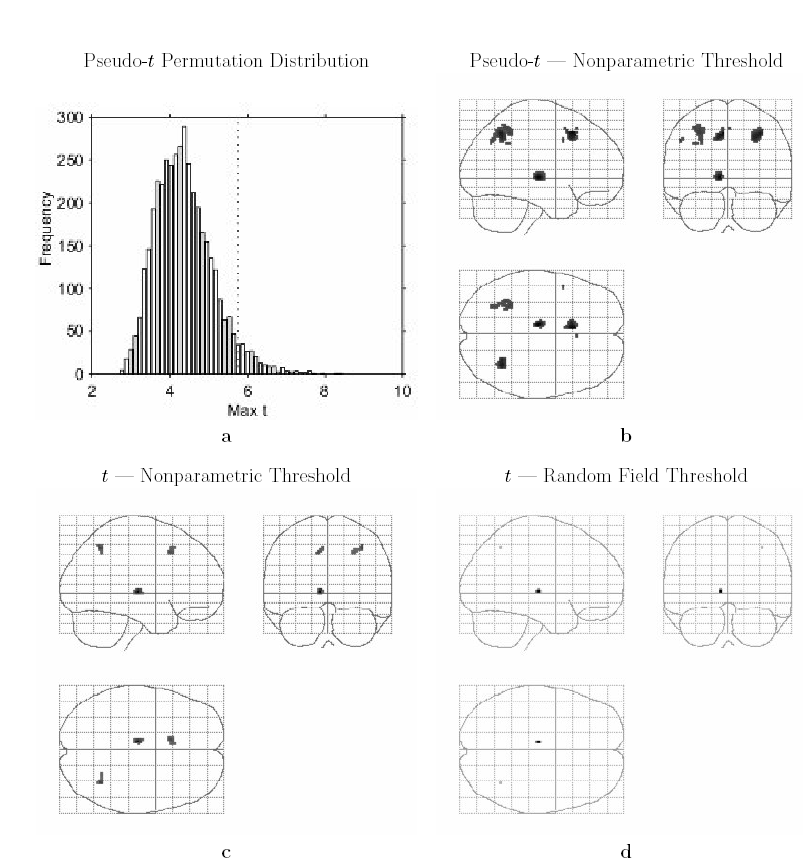 Pseudo-t Permutation Distribution
Pseudo-t — Nonparametric Threshold
300
250
200
150
100
50
0
Frequency
2 4 6 8 10
Max t
a
b
t — Nonparametric Threshold
t — Random Field Threshold
c
d